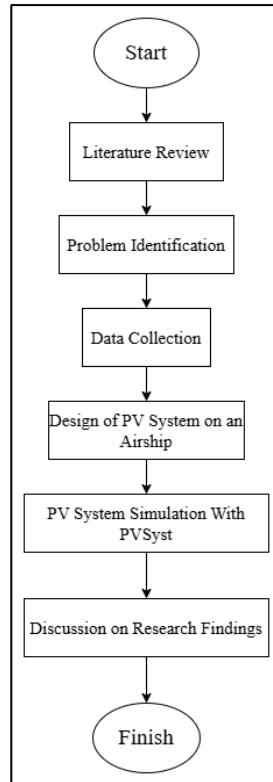 Start
Literature Review
Problem Identification
Data Collection
Design of PV System on an
Airship
PV System Simulation With
PVSyst
Discussion on Research Findings
Finish